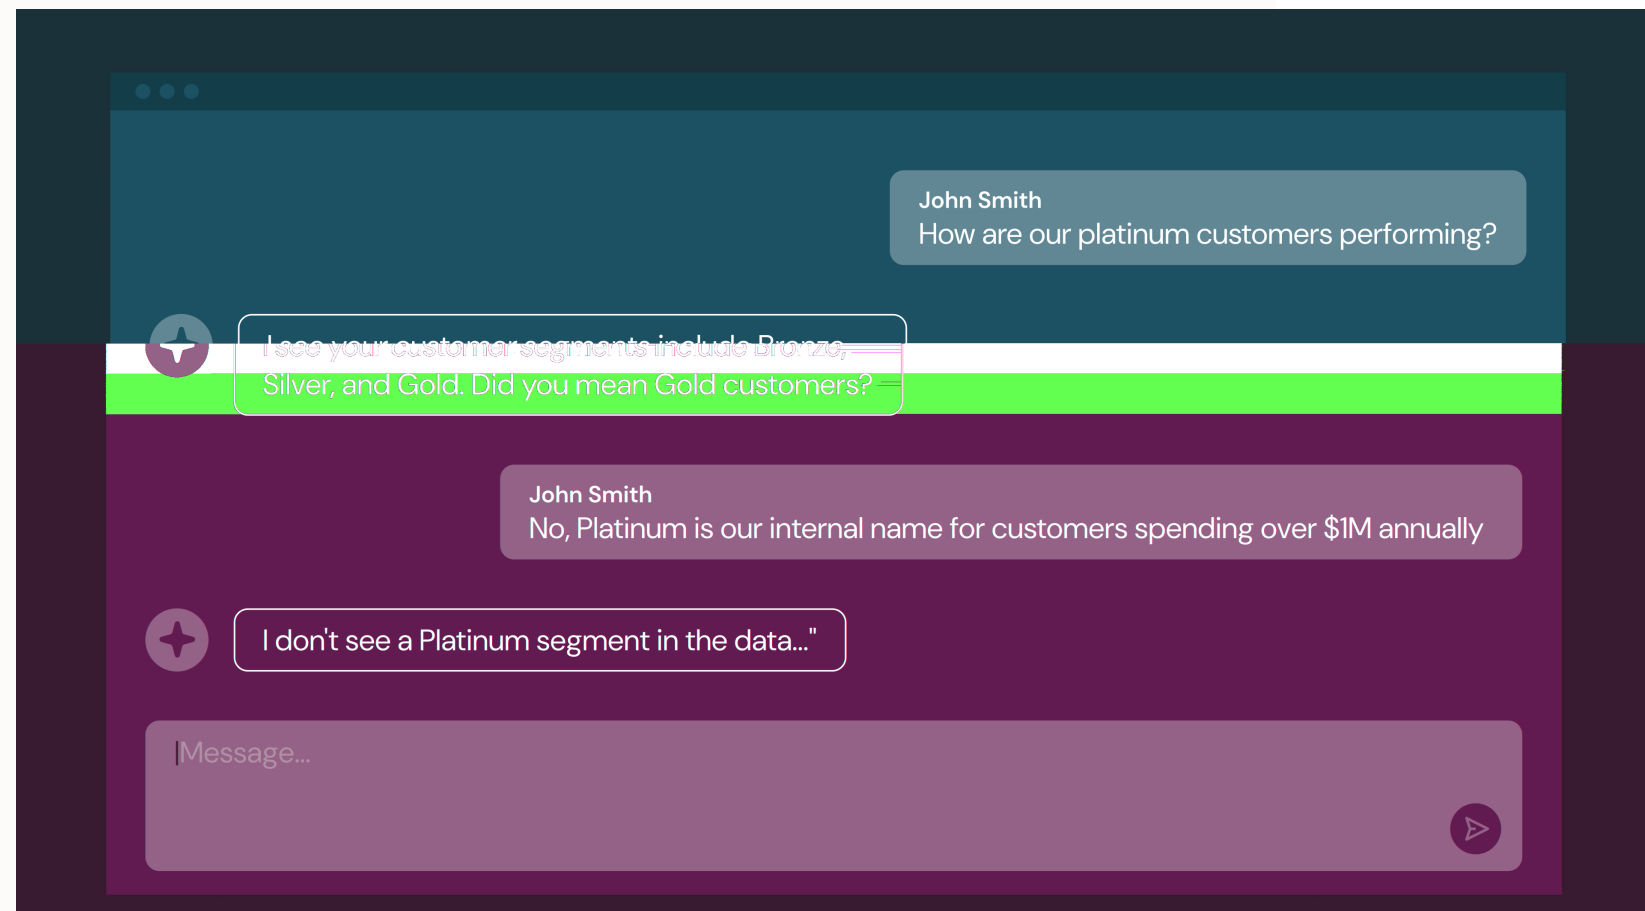 John Smith
How are our platinum customers performing?
I see your customer segments include Bronze,
Silver, and Gold. Did you mean Gold customers?
John Smith
No, Platinum is our internal name for customers spending over $1M annually
I don't see a Platinum segment in the data..."
Message...